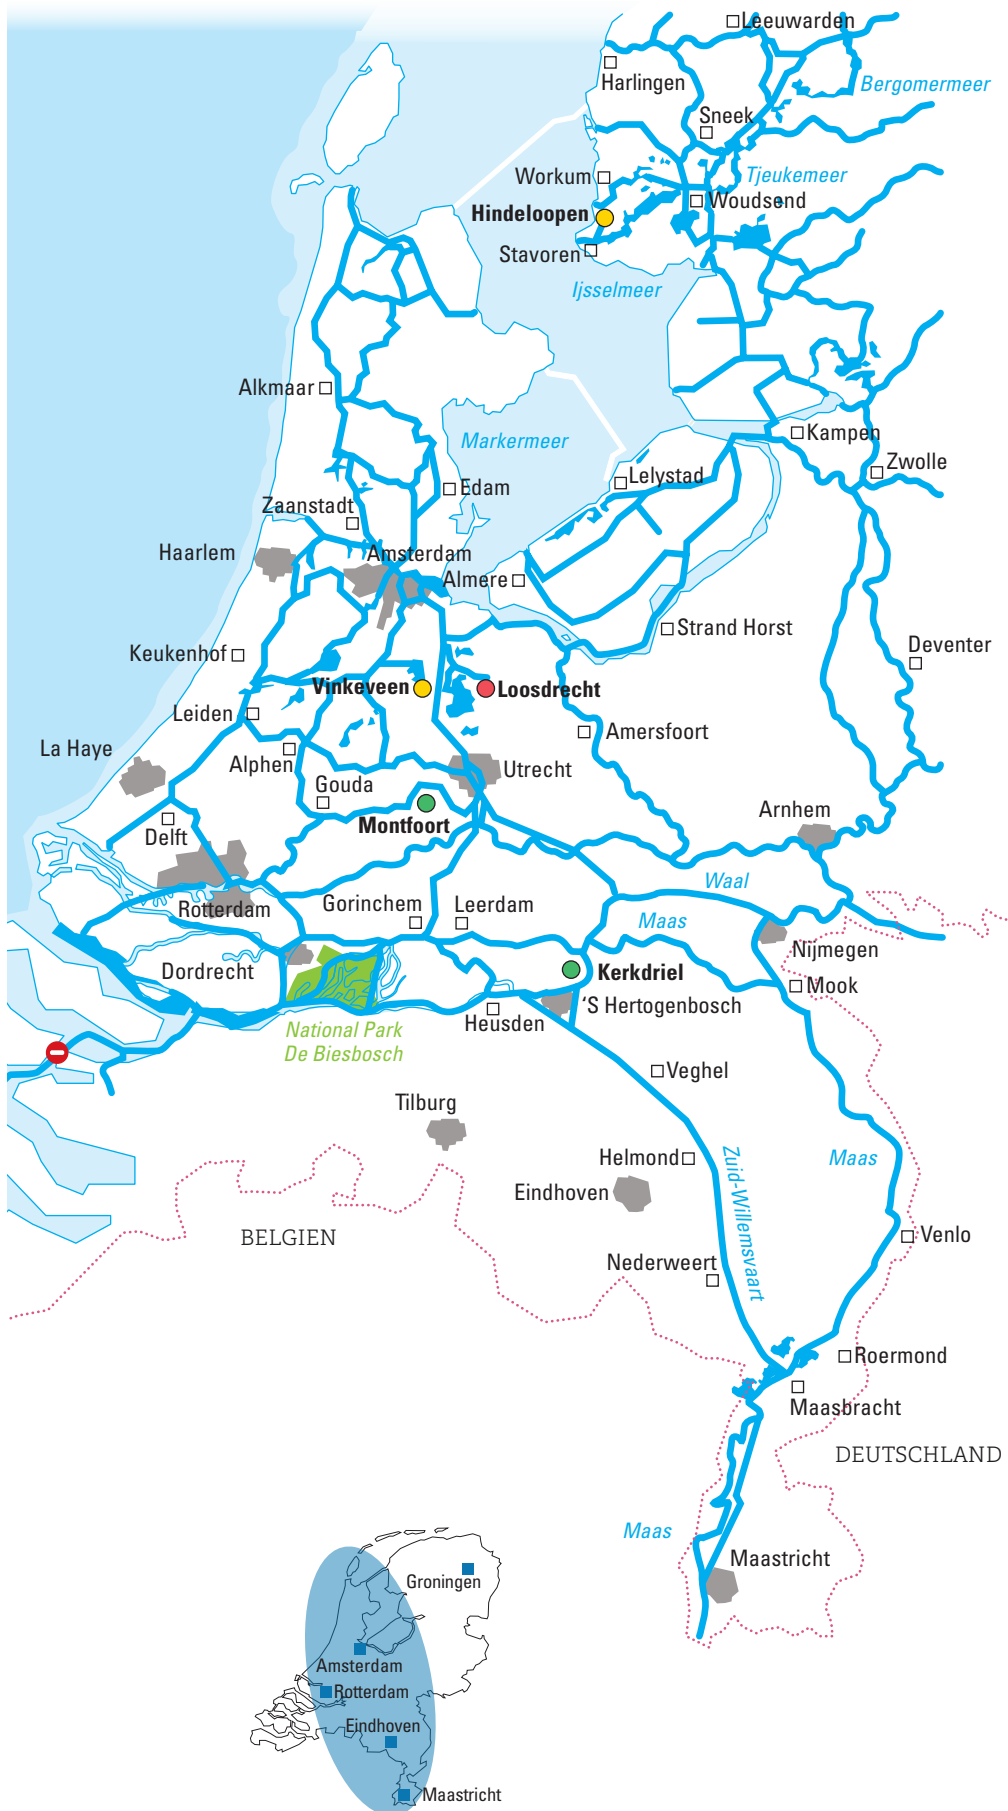 Leeuwarden
Harlingen
Bergomermeer
Sneek
Workum
Tjeukemeer
Woudsend
Hindeloopen
Stavoren
Ijsselmeer
Alkmaar
Markermeer
Kampen
Zwolle
Lelystad
Edam
Zaanstadt
Haarlem
Amsterdam
Almere
Strand Horst
Keukenhof
Deventer
Vinkeveen
Loosdrecht
Leiden
Amersfoort
La Haye
Alphen
Utrecht
Gouda
Arnhem
Montfoort
Delft
Waal
Rotterdam
Gorinchem
Leerdam
Maas
Nijmegen
Dordrecht
Kerkdriel
Mook
'S Hertogenbosch
Heusden
National Park
De Biesbosch
Veghel
Tilburg
Helmond
Zuid-Willemsvaart
Maas
Eindhoven
BELGIEN
Venlo
Nederweert
Roermond
Maasbracht
DEUTSCHLAND
Maas
Maastricht
Groningen
Amsterdam
Rotterdam
Eindhoven
Maastricht